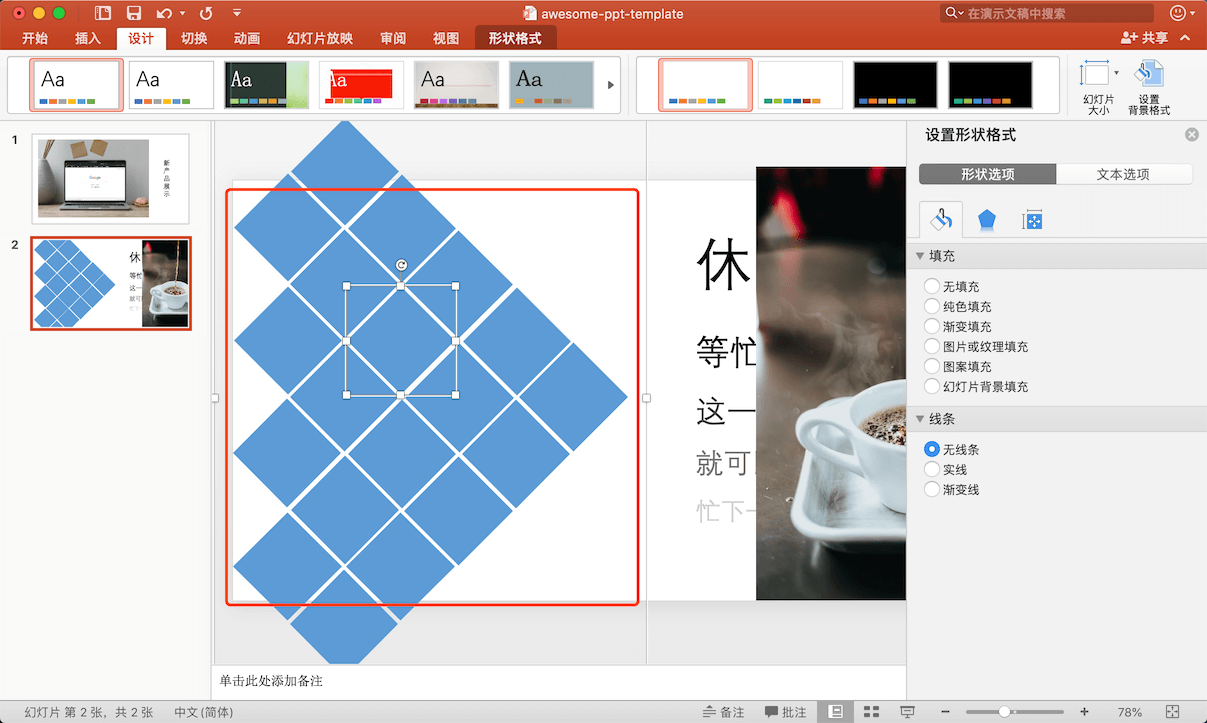 awesome-ppt-template
在演示文稿中搜索
开始 插入 设计 切换 动画 幻灯片放映 审阅 视图 形状格式 共享
Aa Aa Aa Aa Aa Aa
幻灯片
大小
设置
背景格式
1
新产品展示
2
休
等忙
这一
就可
设置形状格式
形状选项 文本选项
填充
无填充
纯色填充
渐变填充
图片或纹理填充
图案填充
幻灯片背景填充
线条
无线条
实线
渐变线
休
等忙
这一
就可
忙下一
单击此处添加备注
幻灯片 第 2 张，共 2 张 中文(简体) 备注 批注 78%